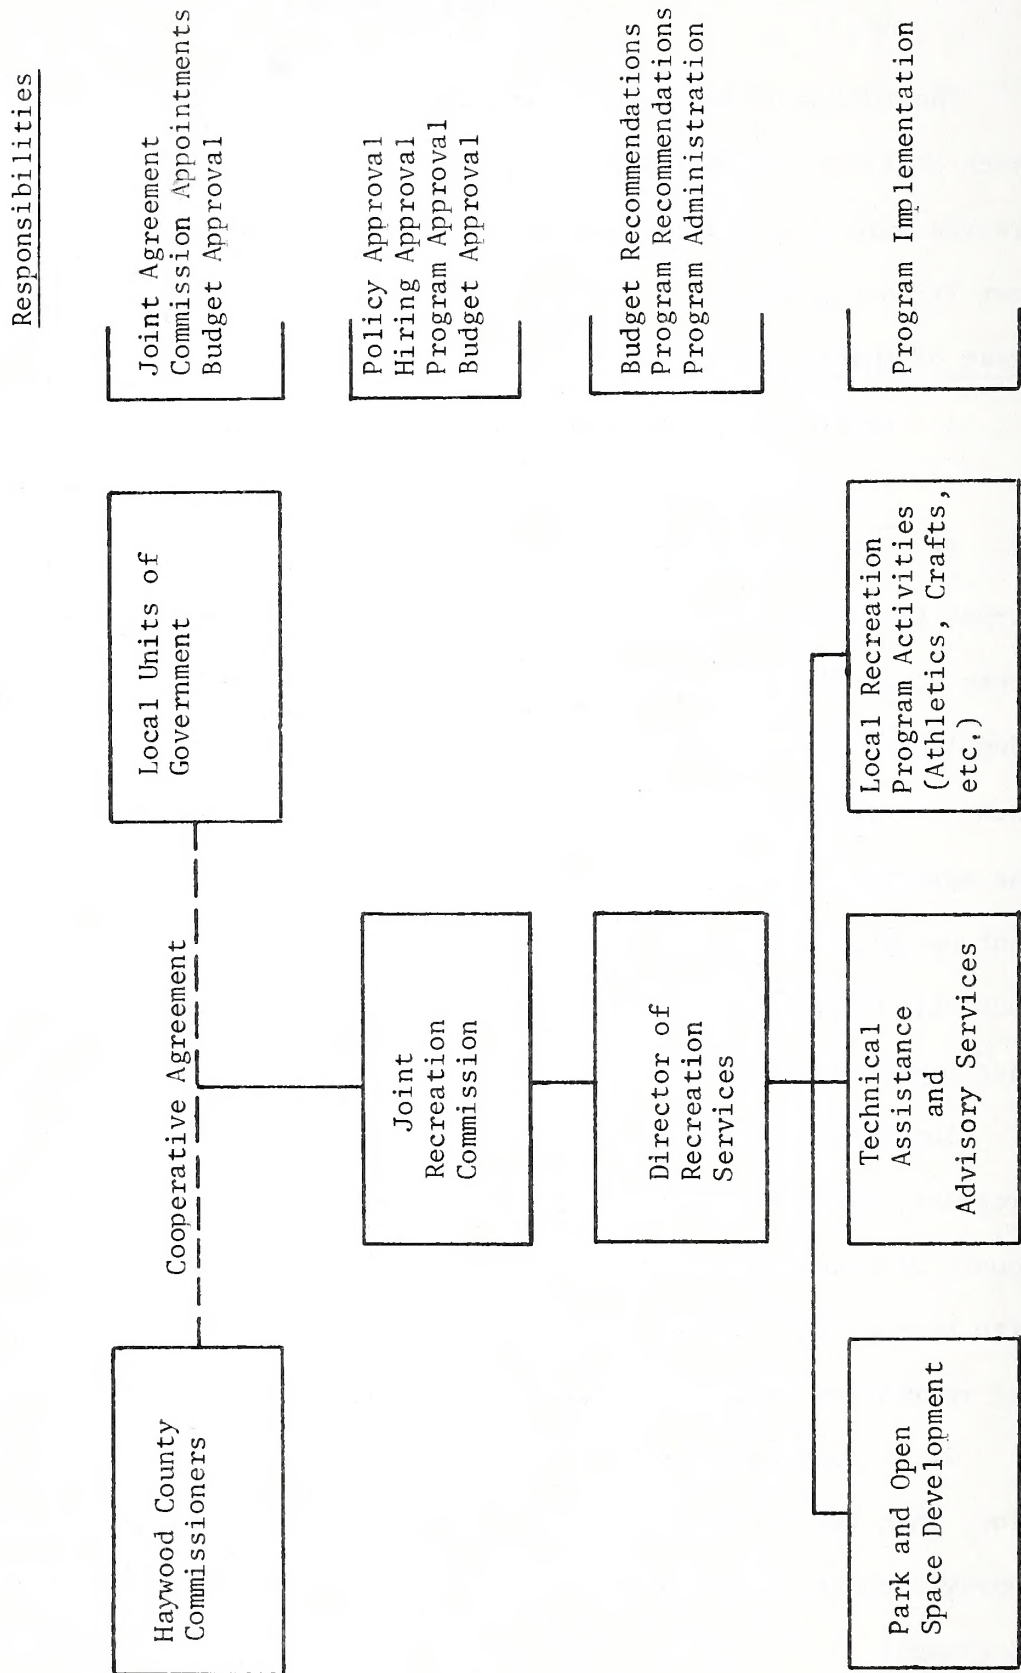 Responsibilities
Haywood County
Commissioners
Cooperative Agreement
Local Units of
Government
Joint Agreement
Commission Appointments
Budget Approval
Joint
Recreation
Commission
Policy Approval
Hiring Approval
Program Approval
Budget Approval
Director of
Recreation
Services
Budget Recommendations
Program Recommendations
Program Administration
Park and Open
Space Development
Technical
Assistance
and
Advisory Services
Local Recreation
Program Activities
(Athletics, Crafts,
etc.)
Program Implementation